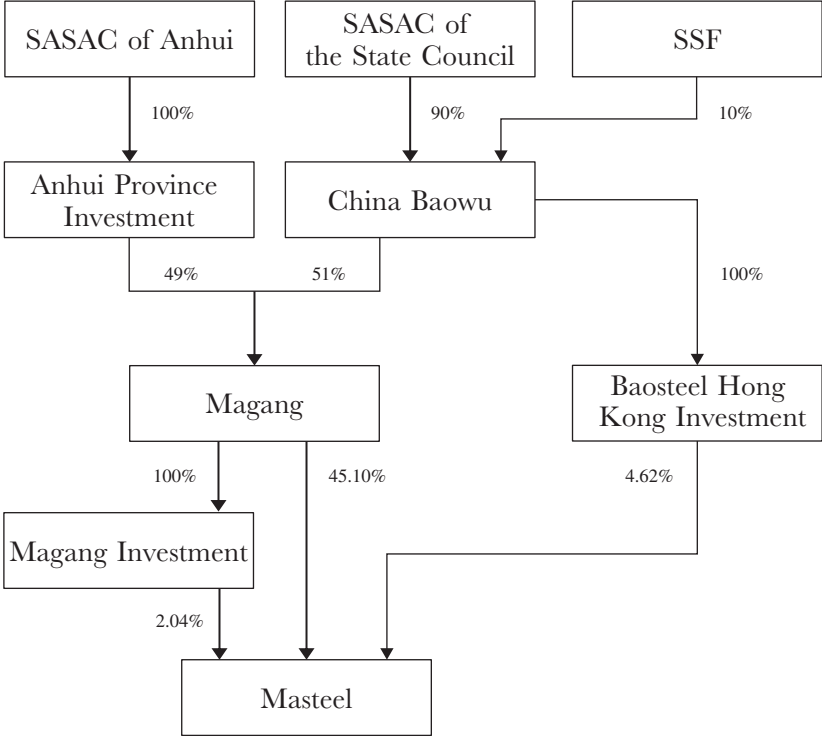 SASAC of Anhui
SASAC of
the State Council
SSF
100%
90%
10%
Anhui Province
Investment
China Baowu
49%
51%
100%
Magang
Baosteel Hong
Kong Investment
100%
45.10%
4.62%
Magang Investment
2.04%
Masteel